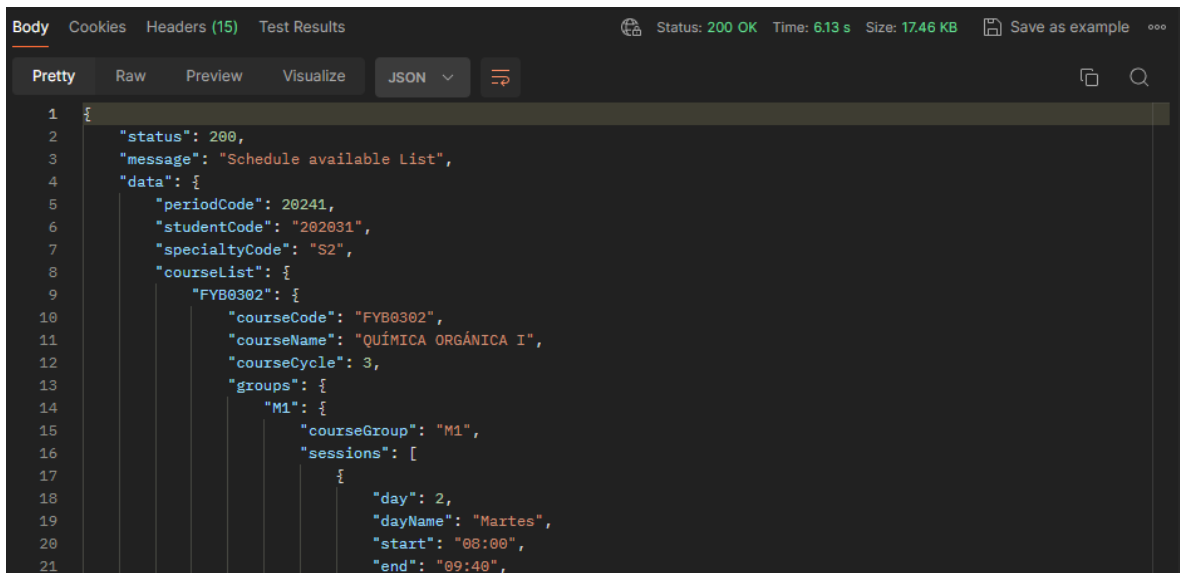 Body Cookies Headers (15) Test Results Status: 200 OK Time: 6.13 s Size: 17.46 KB Save as example
Pretty Raw Preview Visualize JSON
1 {
2 "status": 200,
3 "message": "Schedule available List",
4 "data": {
5 "periodCode": 20241,
6 "studentCode": "202031",
7 "specialtyCode": "S2",
8 "courseList": {
9 "FYB0302": {
10 "courseCode": "FYB0302",
11 "courseName": "QUÍMICA ORGÁNICA I",
12 "courseCycle": 3,
13 "groups": {
14 "M1": {
15 "courseGroup": "M1",
16 "sessions": [
17 {
18 "day": 2,
19 "dayName": "Martes",
20 "start": "08:00",
21 "end": "09:40",